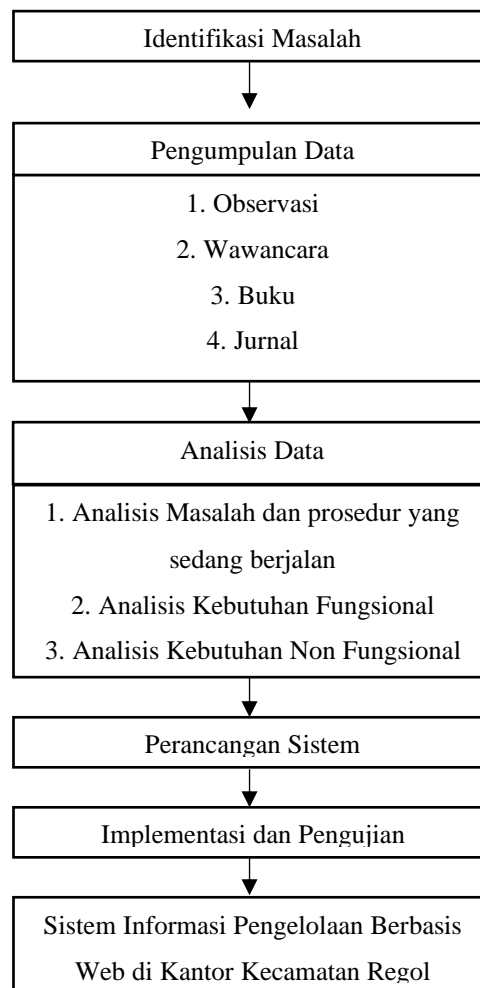 Identifikasi Masalah
Pengumpulan Data
1. Observasi
2. Wawancara
3. Buku
4. Jurnal
Analisis Data
1. Analisis Masalah dan prosedur yang
sedang berjalan
2. Analisis Kebutuhan Fungsional
3. Analisis Kebutuhan Non Fungsional
Perancangan Sistem
Implementasi dan Pengujian
Sistem Informasi Pengelolaan Berbasis
Web di Kantor Kecamatan Regol